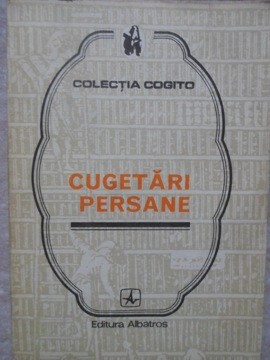 COLECȚIA COGITO
CUGETĂRI
PERSANE
Editura Albatros